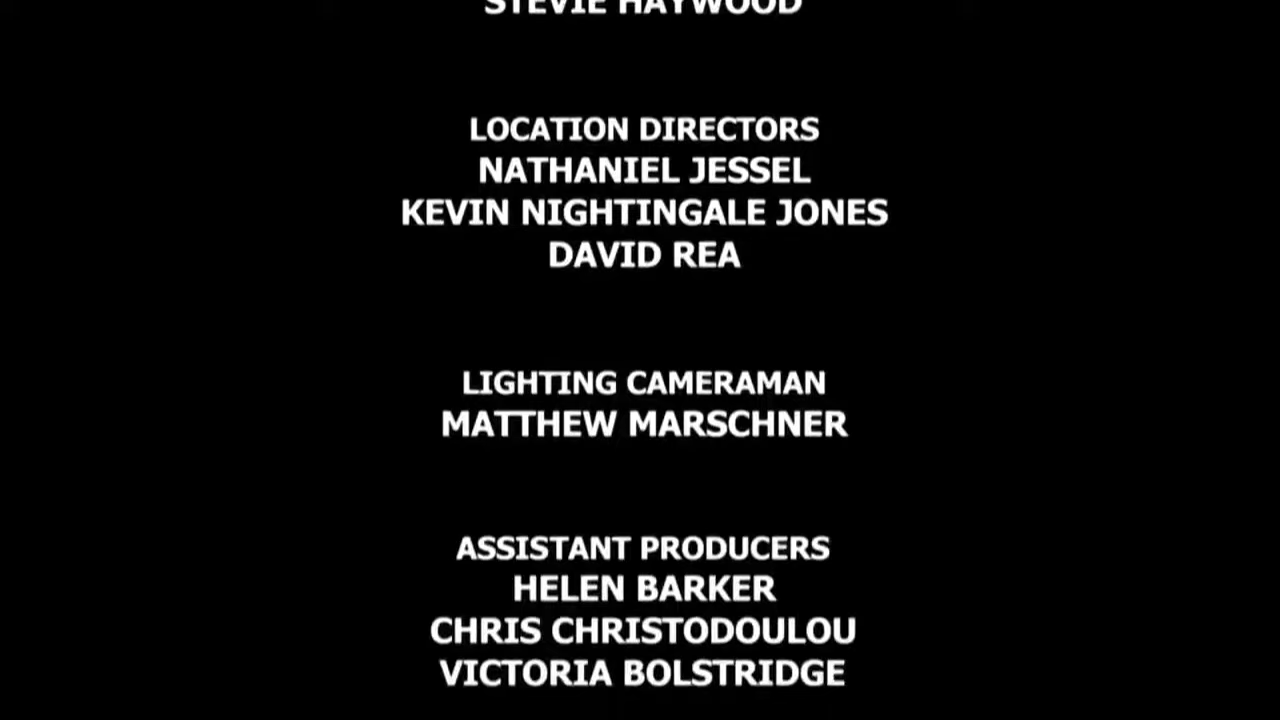 STEVIE HAYWOOD
LOCATION DIRECTORS
NATHANIEL JESSEL
KEVIN NIGHTINGALE JONES
DAVID REA
LIGHTING CAMERAMAN
MATTHEW MARSCHNER
ASSISTANT PRODUCERS
HELEN BARKER
CHRIS CHRISTODOULOU
VICTORIA BOLSTRIDGE